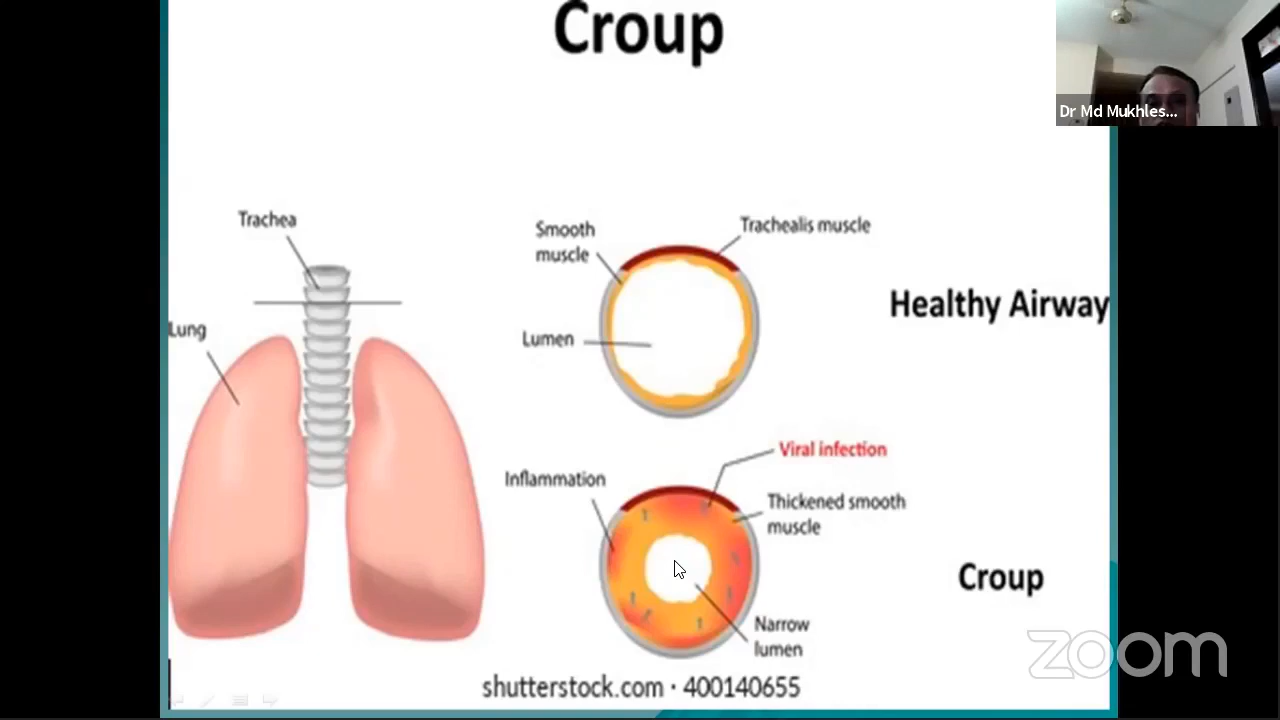 Croup
Dr Md Mukhles...
Trachea
Smooth
muscle
Trachealis muscle
Healthy Airway
Lung
Lumen
Viral infection
Inflammation
Thickened smooth
muscle
Croup
Narrow
lumen
zoom
shutterstock.com · 400140655